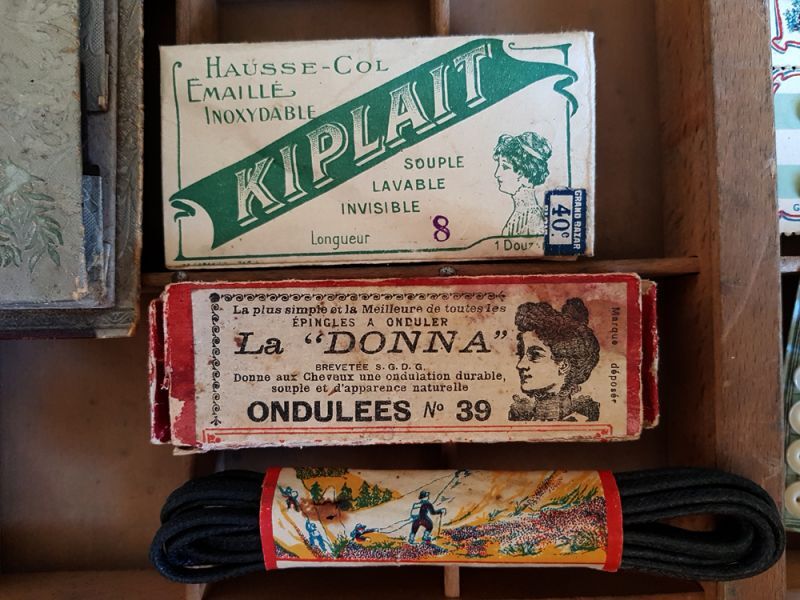 HAUSSE-COL
ÉMAILLÉ
INOXYDABLE
KIPLAIT
SOUPLE
LAVABLE
INVISIBLE
Longueur 8
1 Douz
GRAND BAZAR
40c
La plus simple et la Meilleure de toutes les
ÉPINGLES A ONDULER
La "DONNA"
BREVETÉE S.G.D.G.
Donne aux Cheveux une ondulation durable,
souple et d'apparence naturelle
ONDULEES No 39
Marque déposée